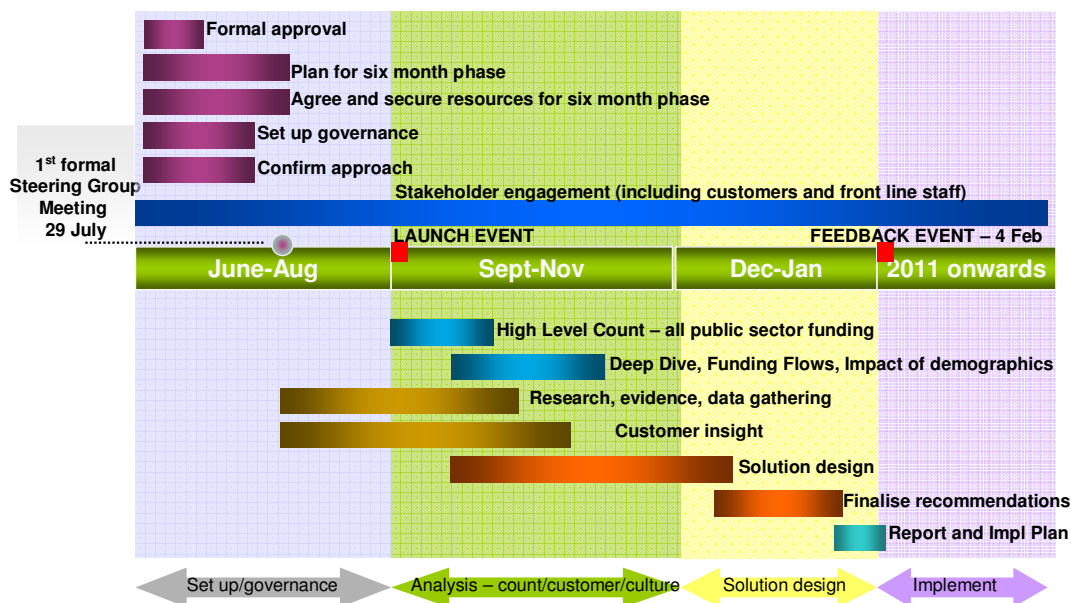 Formal approval
Plan for six month phase
Agree and secure resources for six month phase
Set up governance
Confirm approach
1st formal
Steering Group
Meeting
29 July
Stakeholder engagement (including customers and front line staff)
LAUNCH EVENT
FEEDBACK EVENT – 4 Feb
June-Aug
Sept-Nov
Dec-Jan
2011 onwards
High Level Count – all public sector funding
Deep Dive, Funding Flows, Impact of demographics
Research, evidence, data gathering
Customer insight
Solution design
Finalise recommendations
Report and Impl Plan
Set up/governance
Analysis – count/customer/culture
Solution design
Implement